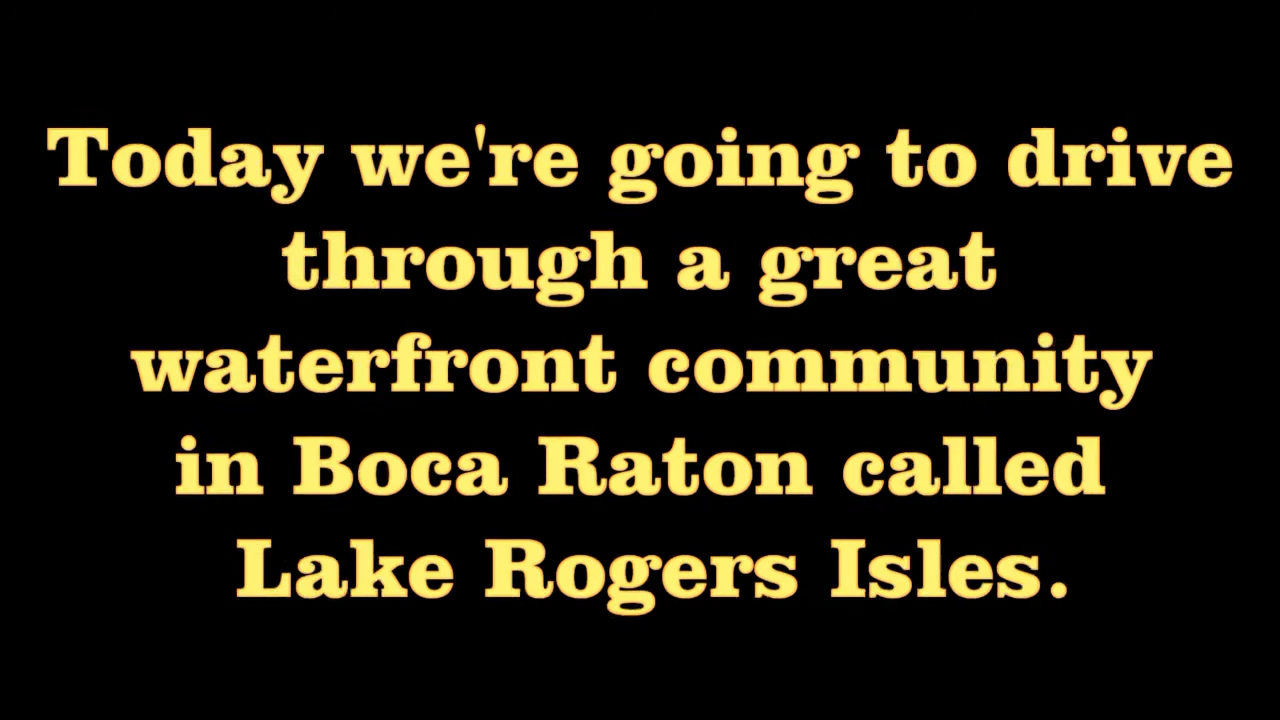 Today we're going to drive
through a great
waterfront community
in Boca Raton called
Lake Rogers Isles.